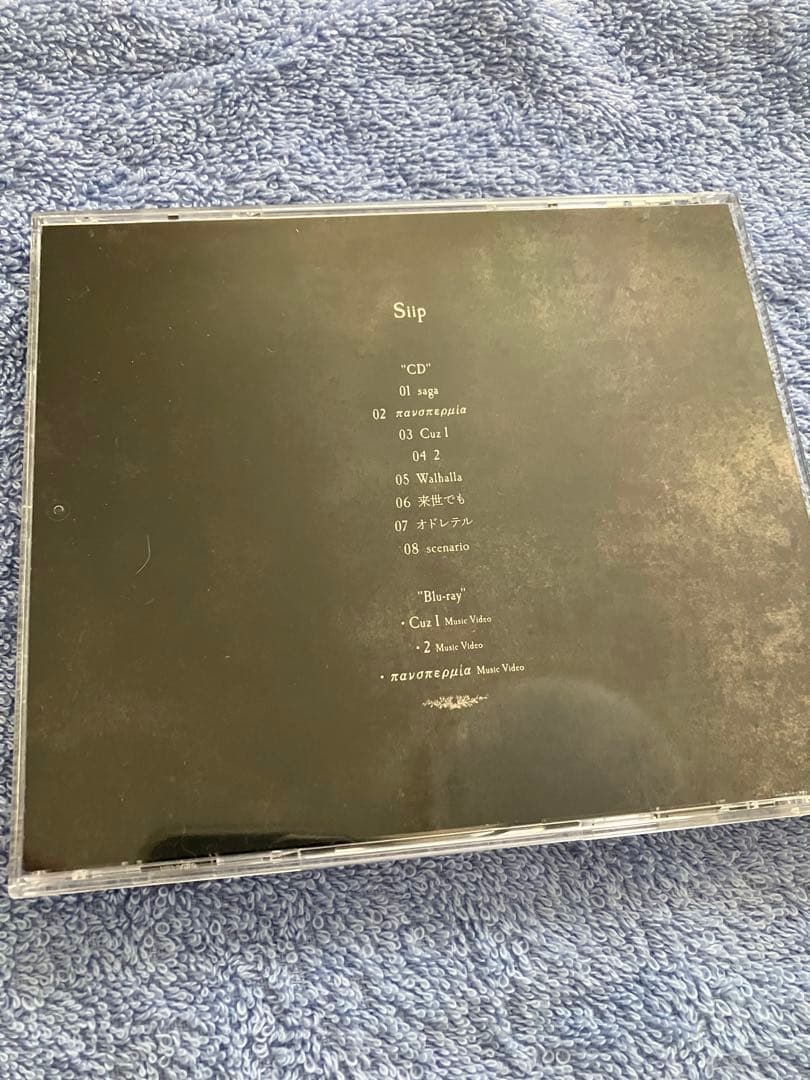 Siip
"CD"
01 saga
02 πανσπερμία
03 Cuz I
04 2
05 Walhalla
06 来世でも
07 オドレテル
08 scenario
"Blu-ray"
・Cuz I Music Video
・2 Music Video
・πανσπερμία Music Video